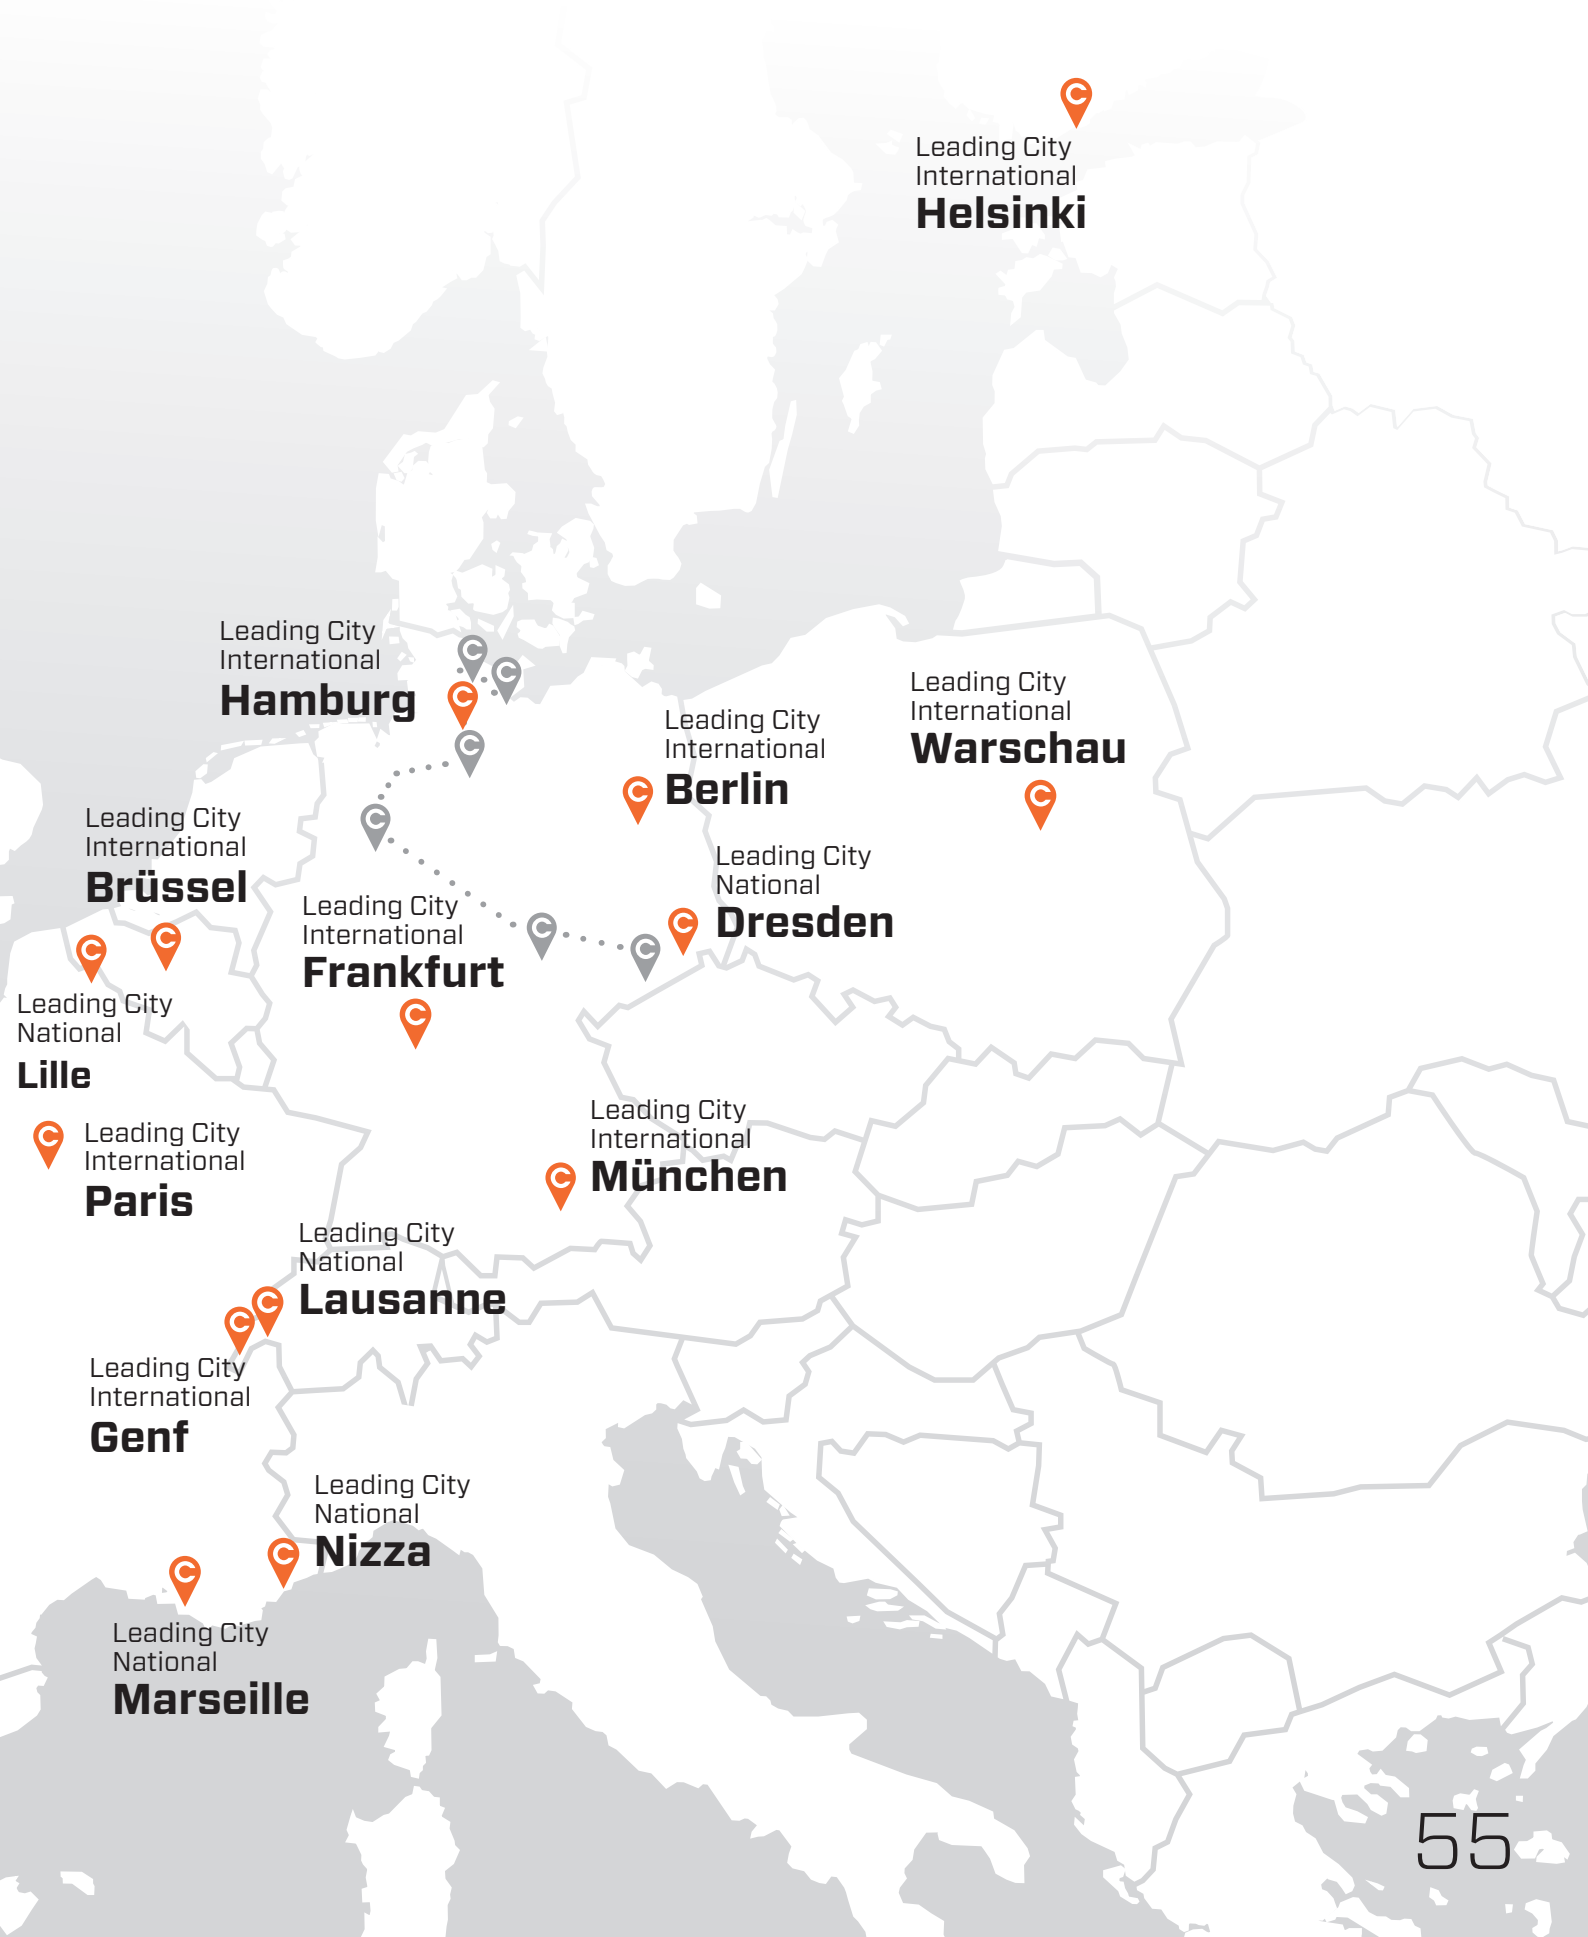 Leading City
International
Helsinki
Leading City
International
Hamburg
Leading City
International
Warschau
Leading City
International
Berlin
Leading City
International
Brüssel
Leading City
National
Dresden
Leading City
International
Frankfurt
Leading City
National
Lille
Leading City
International
München
Leading City
International
Paris
Leading City
National
Lausanne
Leading City
International
Genf
Leading City
National
Nizza
Leading City
National
Marseille
55